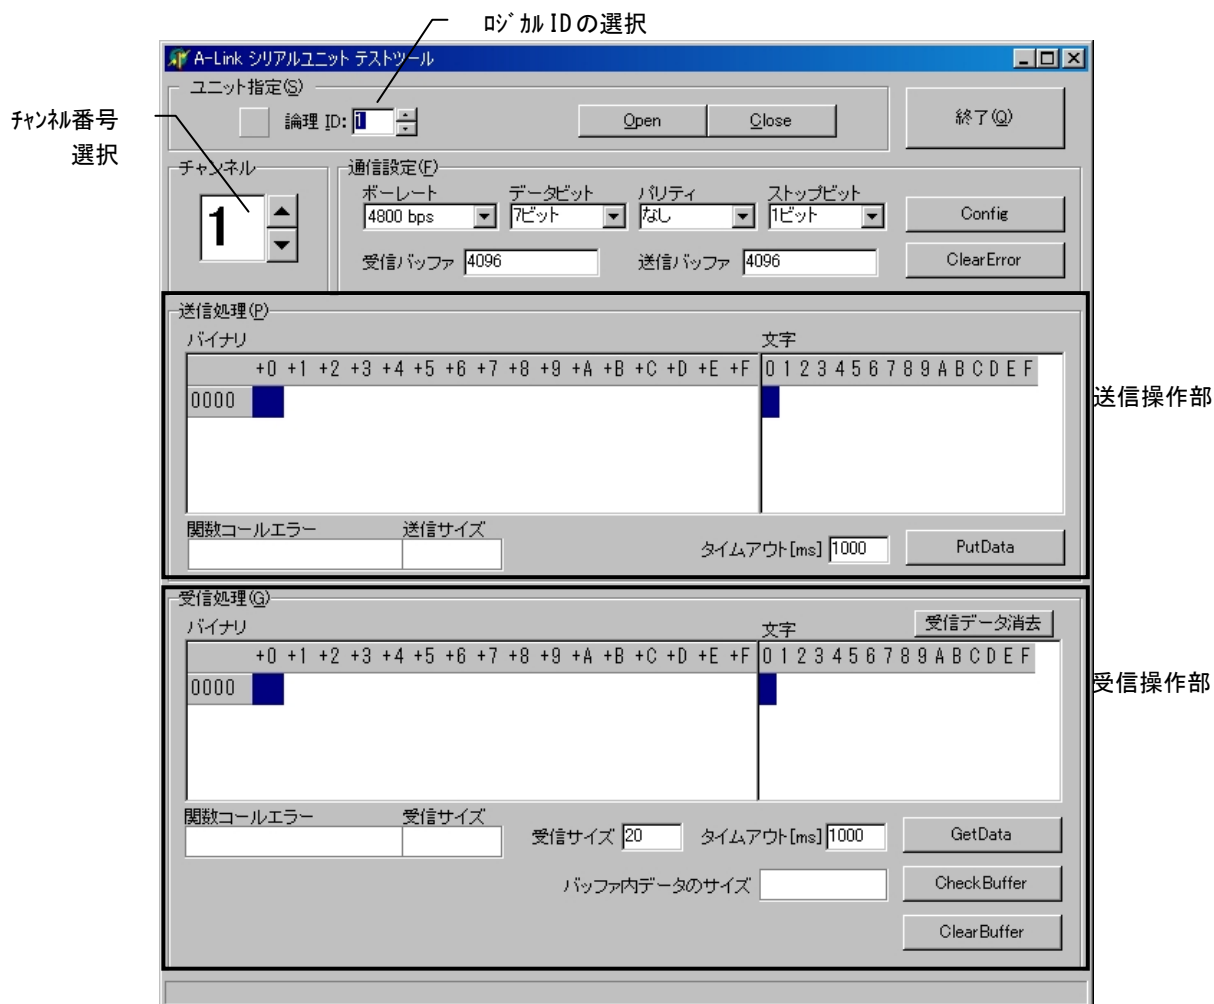 ﾛｼﾞｶﾙ IDの選択
A-Link シリアルユニット テストツール
ユニット指定(S)
論理 ID: 1
Open
Close
終了(Q)
ﾁｬﾝﾈﾙ番号
選択
チャンネル
1
通信設定(F)
ボーレート データビット パリティ ストップビット
4800 bps 7ビット なし 1ビット
Config
受信バッファ 4096 送信バッファ 4096
ClearError
送信処理(P)
バイナリ 文字
+0 +1 +2 +3 +4 +5 +6 +7 +8 +9 +A +B +C +D +E +F 0 1 2 3 4 5 6 7 8 9 A B C D E F
0000
送信操作部
関数コールエラー 送信サイズ
タイムアウト[ms] 1000
PutData
受信処理(G)
バイナリ 文字
受信データ消去
+0 +1 +2 +3 +4 +5 +6 +7 +8 +9 +A +B +C +D +E +F 0 1 2 3 4 5 6 7 8 9 A B C D E F
0000
受信操作部
関数コールエラー 受信サイズ
受信サイズ 20 タイムアウト[ms] 1000
GetData
バッファ内データのサイズ
CheckBuffer
ClearBuffer